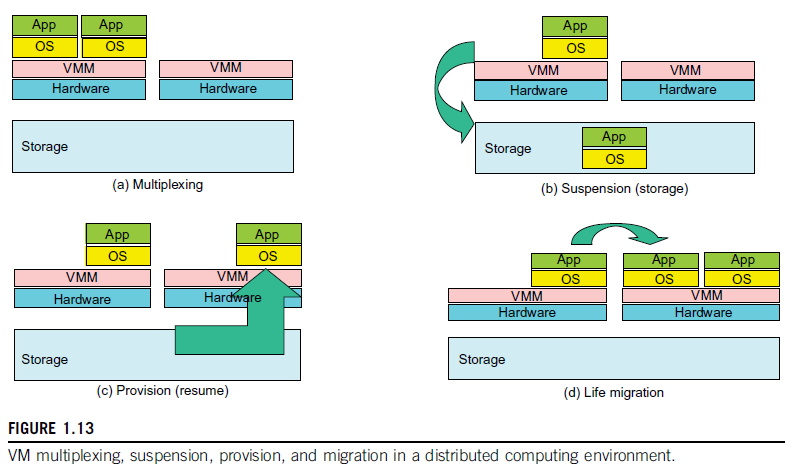 App App
OS OS
VMM VMM
Hardware Hardware
Storage
(a) Multiplexing
App
OS
VMM VMM
Hardware Hardware
App
Storage
OS
(b) Suspension (storage)
App App
OS OS
VMM VMM
Hardware Hardware
Storage
(c) Provision (resume)
App App App
OS OS OS
VMM VMM
Hardware Hardware
Storage
(d) Life migration
FIGURE 1.13
VM multiplexing, suspension, provision, and migration in a distributed computing environment.